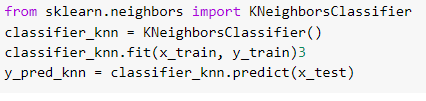 from sklearn.neighbors import KNeighborsClassifier
classifier_knn = KNeighborsClassifier()
classifier_knn.fit(x_train, y_train)3
y_pred_knn = classifier_knn.predict(x_test)